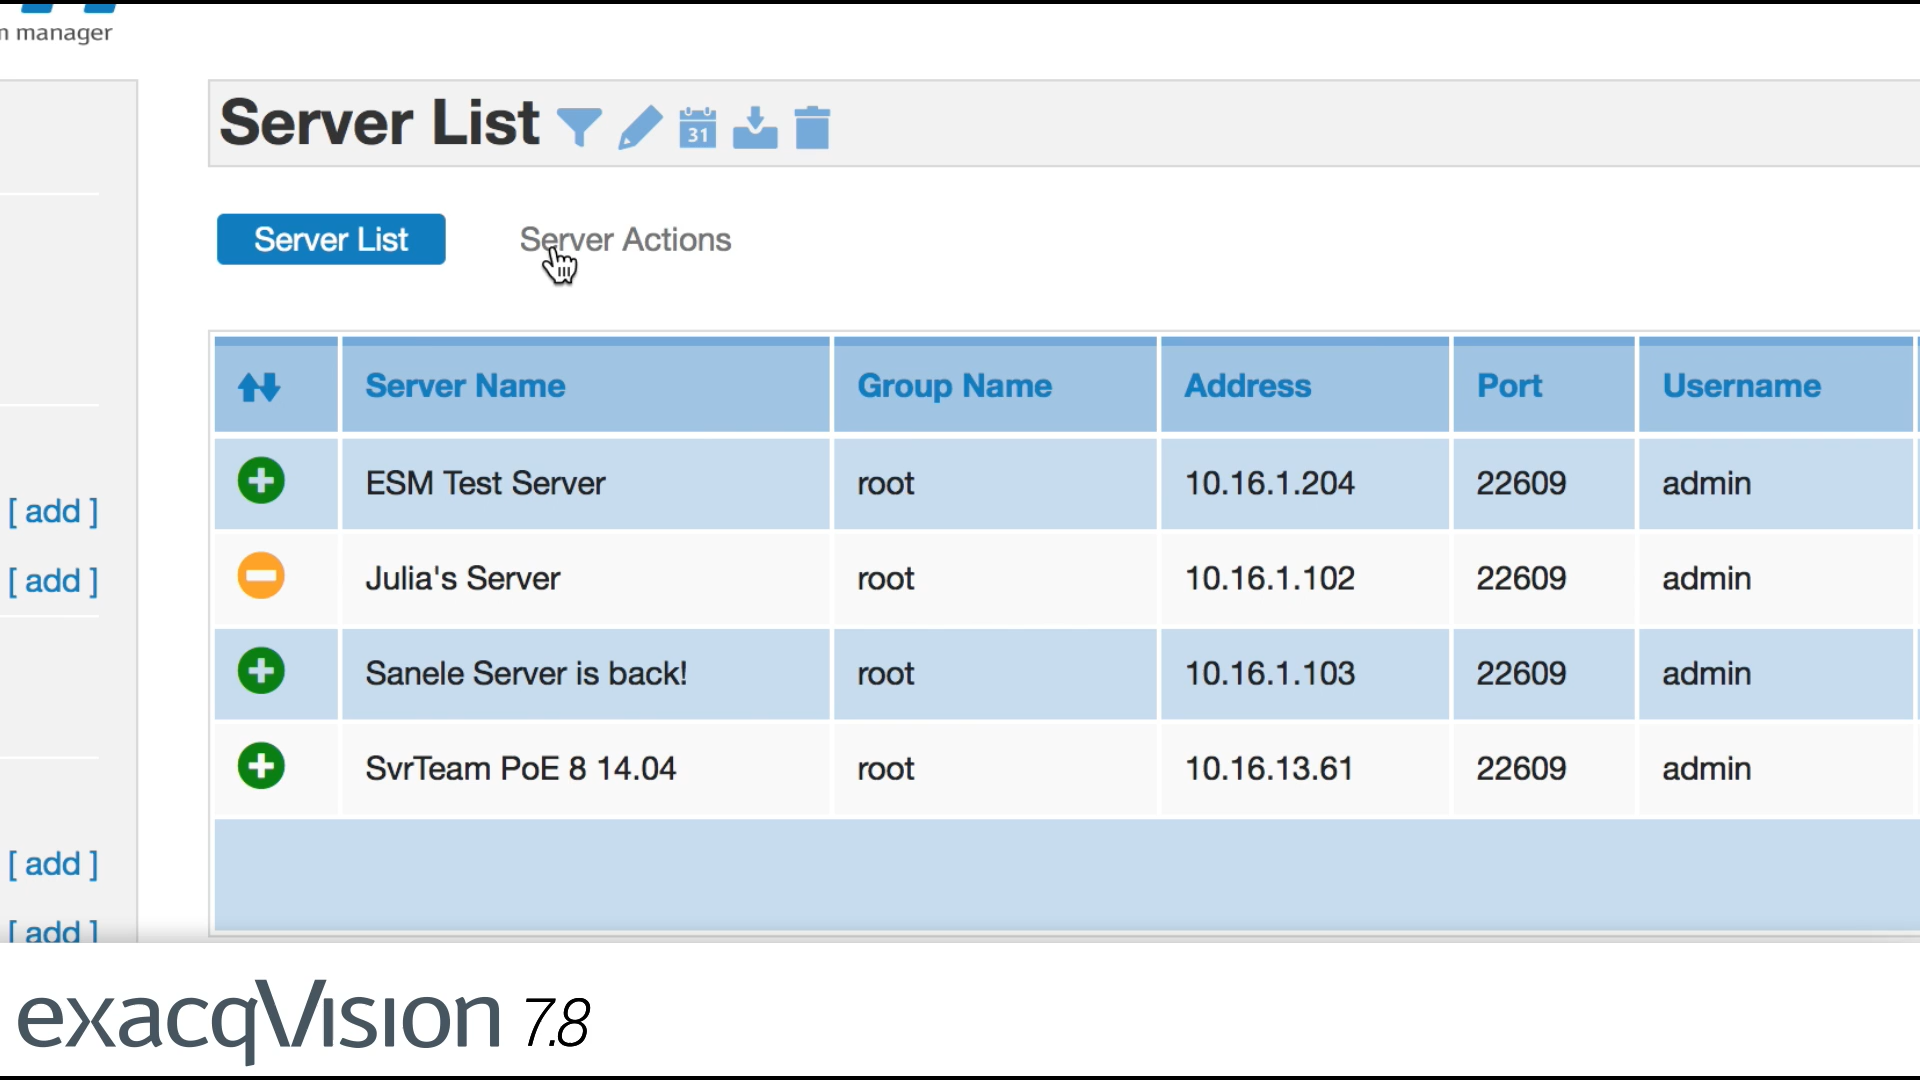 n manager
Server List
31
Server List Server Actions
Server Name Group Name Address Port Username
ESM Test Server root 10.16.1.204 22609 admin
[ add ]
Julia's Server root 10.16.1.102 22609 admin
[ add ]
Sanele Server is back! root 10.16.1.103 22609 admin
SvrTeam PoE 8 14.04 root 10.16.13.61 22609 admin
[ add ]
[ add ]
exacqVision 7.8